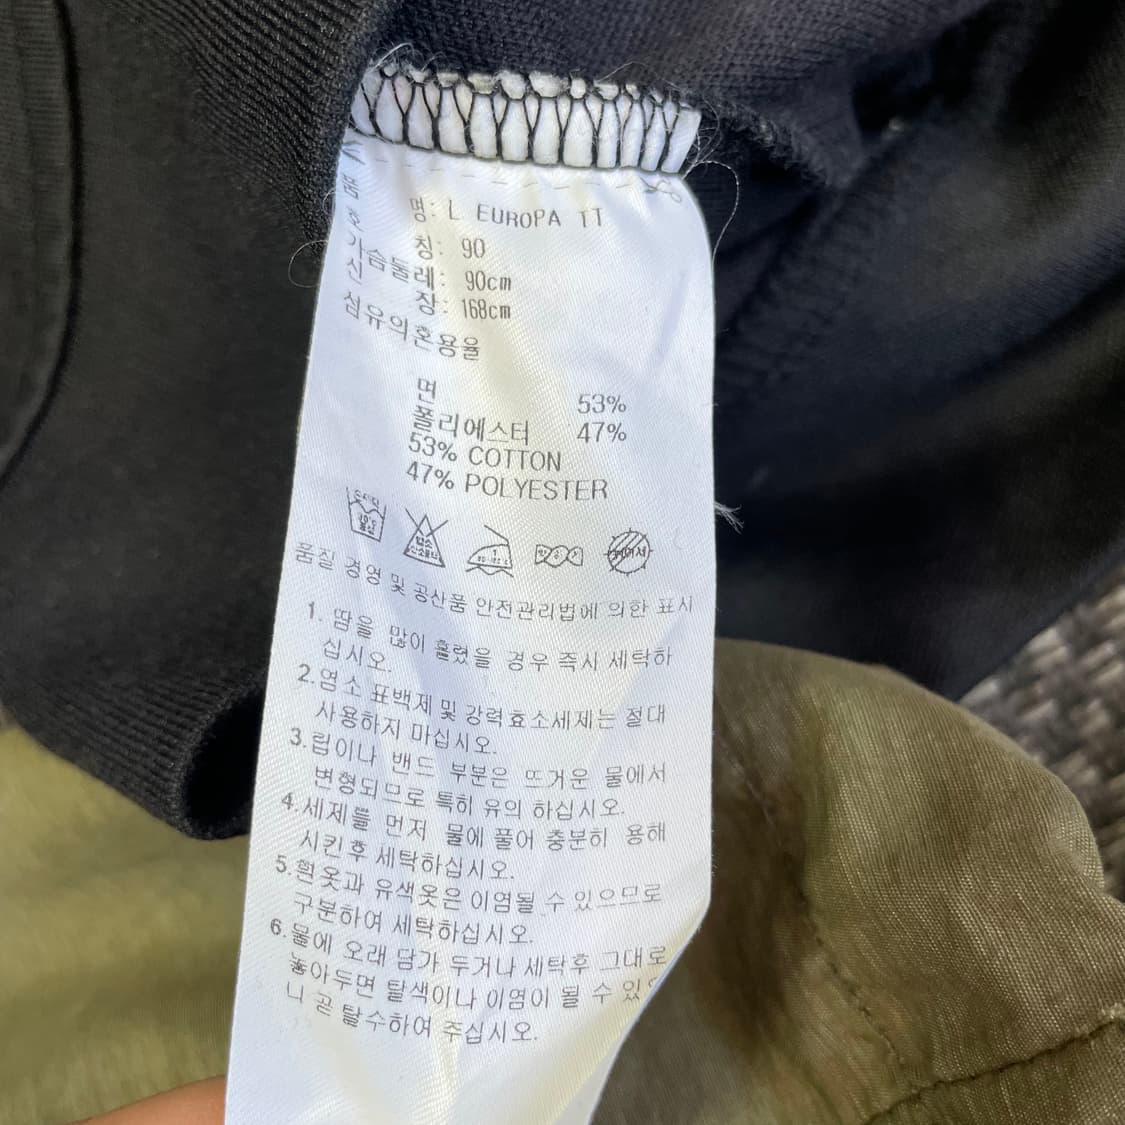 품 명: L EUROPA TT
호 칭: 90
가슴둘레: 90cm
신 장: 168cm
섬유의혼용율
면 53%
폴리에스터 47%
53% COTTON
47% POLYESTER
품질 경영 및 공산품 안전관리법에 의한 표시
1. 땀을 많이 흘렸을 경우 즉시 세탁하
십시오.
2.염소 표백제 및 강력효소세제는 절대
사용하지 마십시오.
3.립이나 밴드 부분은 뜨거운 물에서
변형되므로 특히 유의 하십시오.
4.세제를 먼저 물에 풀어 충분히 용해
시킨후 세탁하십시오.
5.흰옷과 유색옷은 이염될 수 있으므로
구분하여 세탁하십시오.
6.물에 오래 담가 두거나 세탁후 그대로
놓아두면 탈색이나 이염이 될 수 있으
니 곧 탈수하여 주십시오.